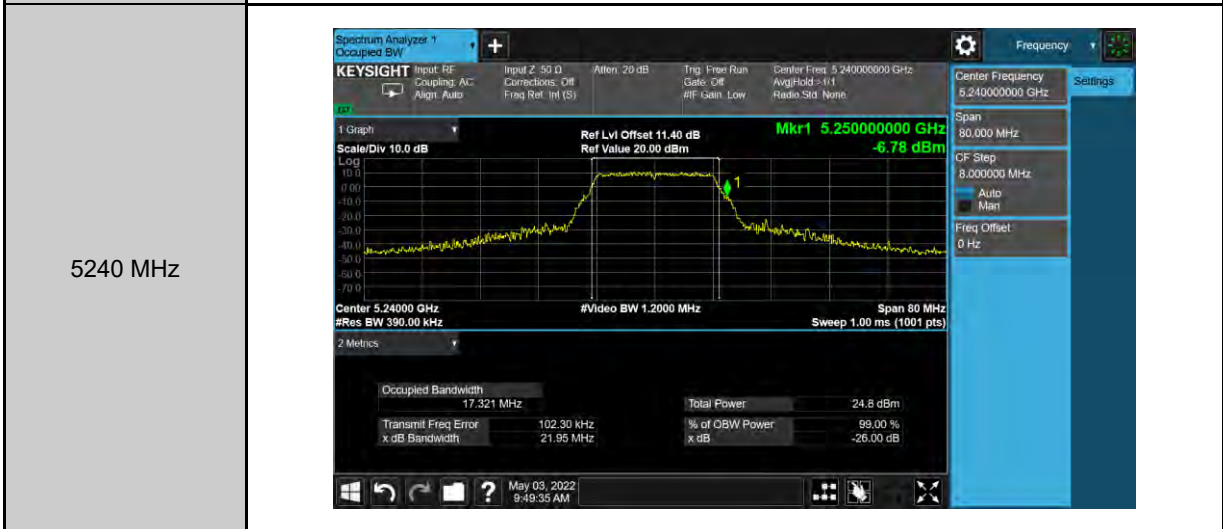 5240 MHz
Spectrum Analyzer 1
Occupied BW
+
Frequency
KEYSIGHT
Input: RF
Coupling: AC
Align: Auto
Input Z: 50 Ω
Corrections: Off
Freq Ref: Int (S)
Atten: 20 dB
Trig: Free Run
Gate: Off
#IF Gain: Low
Center Freq: 5.240000000 GHz
Avg|Hold:>1/1
Radio Std: None
Center Frequency
5.240000000 GHz
Settings
Span
80.000 MHz
CF Step
8.000000 MHz
Auto
Man
Freq Offset
0 Hz
1 Graph
Scale/Div 10.0 dB
Ref Lvl Offset 11.40 dB
Ref Value 20.00 dBm
Mkr1 5.250000000 GHz
-6.78 dBm
Log
10.0
0.00
-10.0
-20.0
-30.0
-40.0
-50.0
-60.0
-70.0
1
Center 5.24000 GHz
#Res BW 390.00 kHz
#Video BW 1.2000 MHz
Span 80 MHz
Sweep 1.00 ms (1001 pts)
2 Metrics
Occupied Bandwidth
17.321 MHz
Total Power 24.8 dBm
Transmit Freq Error 102.30 kHz
% of OBW Power 99.00 %
x dB Bandwidth 21.95 MHz
x dB -26.00 dB
?
May 03, 2022
9:49:35 AM